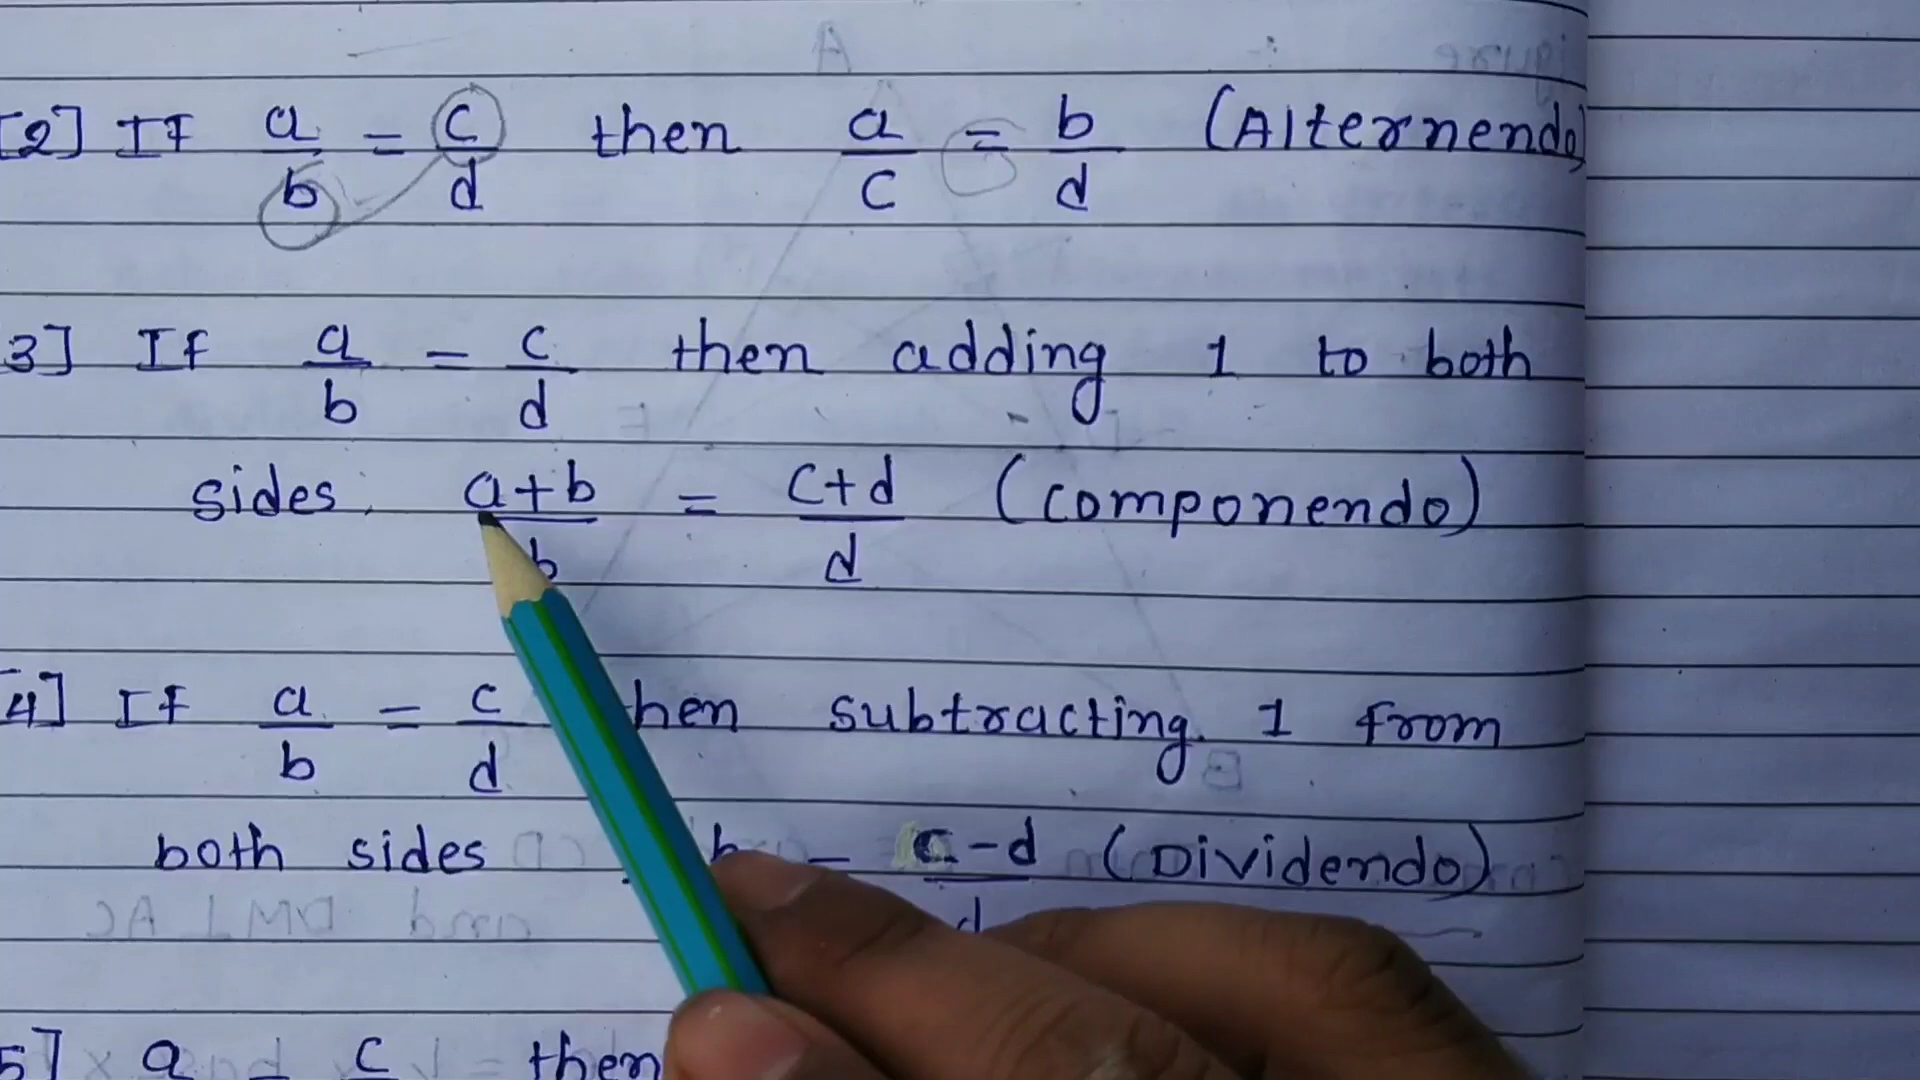 [2] If a/b = c/d then a/c = b/d (Alternendo)
3] If a/b = c/d then adding 1 to both
sides. a+b/b = c+d/d (componendo)
[4] If a/b = c/d then subtracting 1 from
both sides b = c-d/d (Dividendo)
5] a = c then